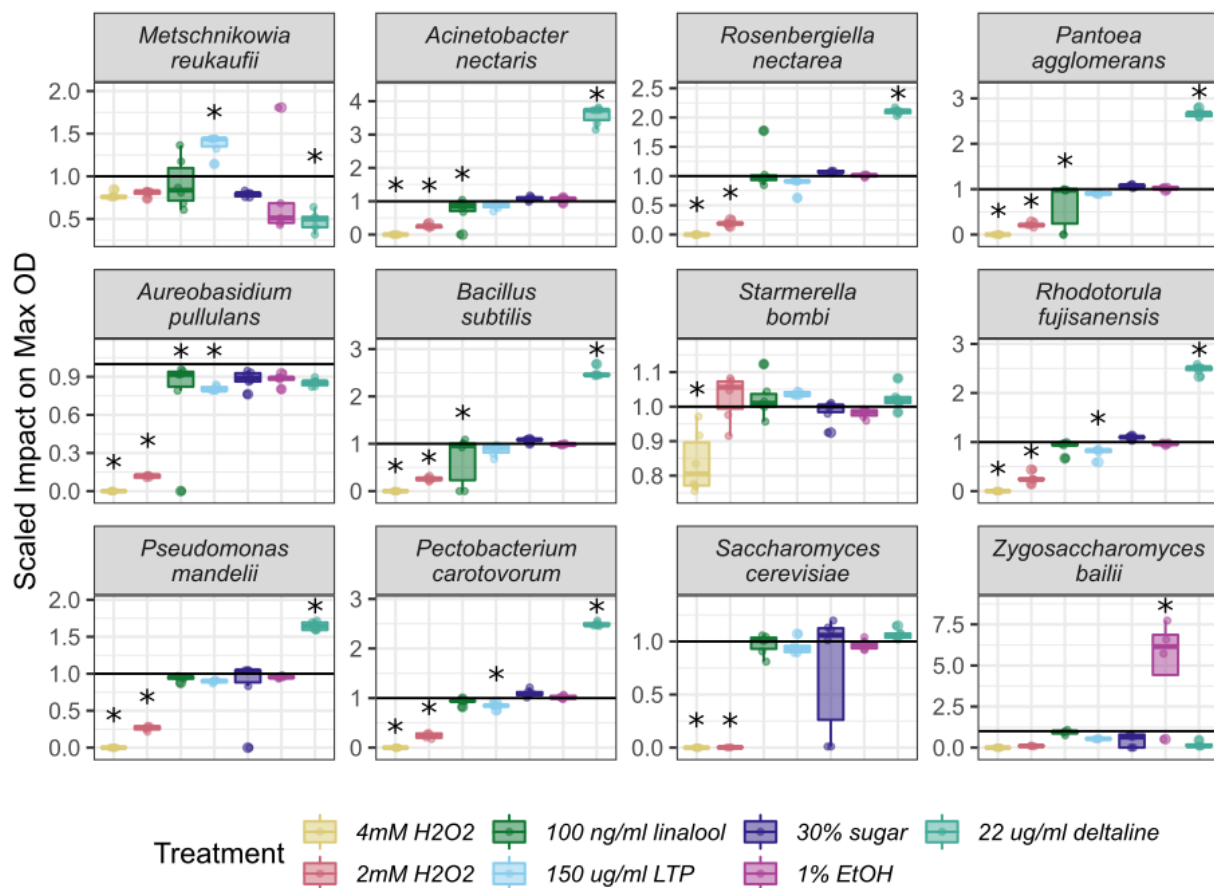 Metschnikowia
reukaufii
Acinetobacter
nectaris
Rosenbergiella
nectarea
Pantoea
agglomerans
2.0
1.5
1.0
0.5
*
*
4
3
2
1
0
*
*
*
*
2.5
2.0
1.5
1.0
0.5
0.0
*
*
*
3
2
1
0
*
*
*
*
Scaled Impact on Max OD
Aureobasidium
pullulans
Bacillus
subtilis
Starmerella
bombi
Rhodotorula
fujisanensis
0.9
0.6
0.3
0.0
*
*
*
*
3
2
1
0
*
*
*
*
1.1
1.0
0.9
0.8
*
3
2
1
0
*
*
*
*
Pseudomonas
mandelii
Pectobacterium
carotovorum
Saccharomyces
cerevisiae
Zygosaccharomyces
bailii
2.0
1.5
1.0
0.5
0.0
*
*
*
3
2
1
0
*
*
*
*
1.0
0.5
0.0
*
*
7.5
5.0
2.5
0.0
*
Treatment
4mM H2O2
100 ng/ml linalool
30% sugar
22 ug/ml deltaline
2mM H2O2
150 ug/ml LTP
1% EtOH